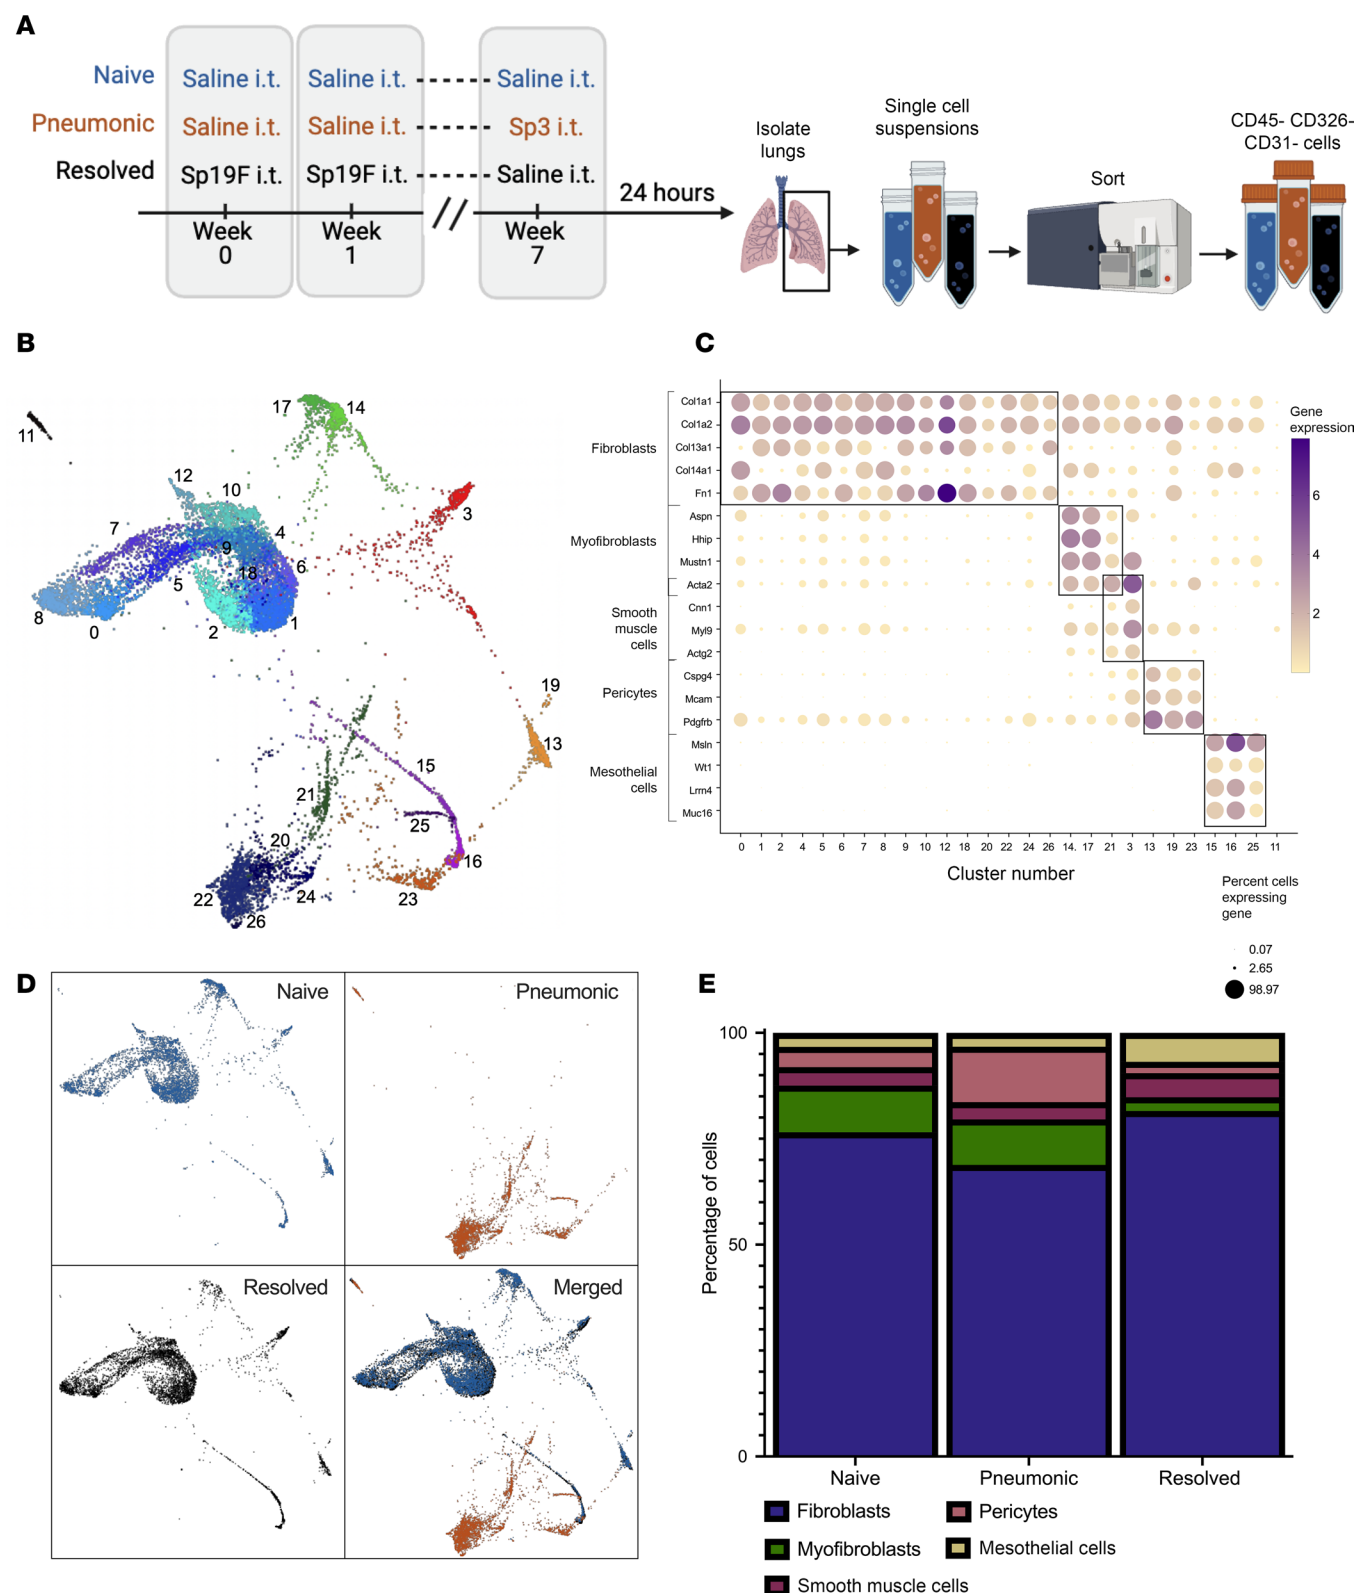 A
Naive Saline i.t. Saline i.t. Saline i.t.
Pneumonic Saline i.t. Saline i.t. Sp3 i.t.
Resolved Sp19F i.t. Sp19F i.t. Saline i.t.
Week 0
Week 1
Week 7
24 hours
Isolate
lungs
Single cell
suspensions
Sort
CD45- CD326-
CD31- cells
B
17
14
11
12
10
3
7
4
9
18
6
5
8
0
2
1
19
13
15
21
25
20
16
22
24
23
26
C
Fibroblasts
Col1a1
Col1a2
Col13a1
Col14a1
Fn1
Myofibroblasts
Aspn
Hhip
Mustn1
Acta2
Smooth
muscle
cells
Cnn1
Myl9
Actg2
Pericytes
Cspg4
Mcam
Pdgfrb
Mesothelial
cells
Msln
Wt1
Lrrn4
Muc16
0 1 2 4 5 6 7 8 9 10 12 18 20 22 24 26 14. 17 21 3 13 19 23 15 16 25 11
Cluster number
Gene
expression
6
4
2
Percent cells
expressing
gene
0.07
2.65
98.97
D
Naive
Pneumonic
Resolved
Merged
E
Percentage of cells
100
50
0
Naive
Pneumonic
Resolved
Fibroblasts
Pericytes
Myofibroblasts
Mesothelial cells
Smooth muscle cells